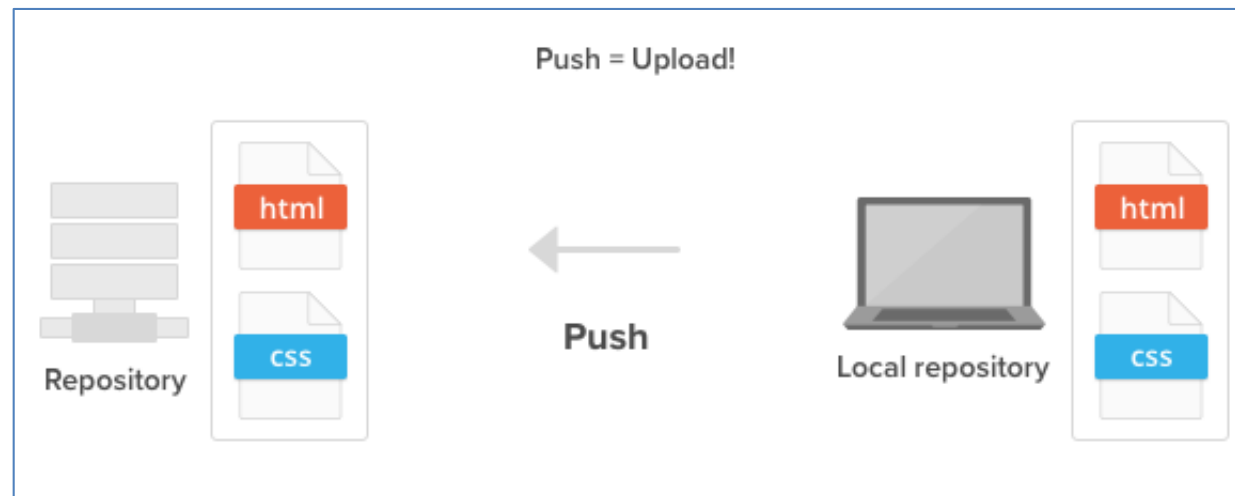 Push = Upload!
html
css
Repository
Push
html
css
Local repository